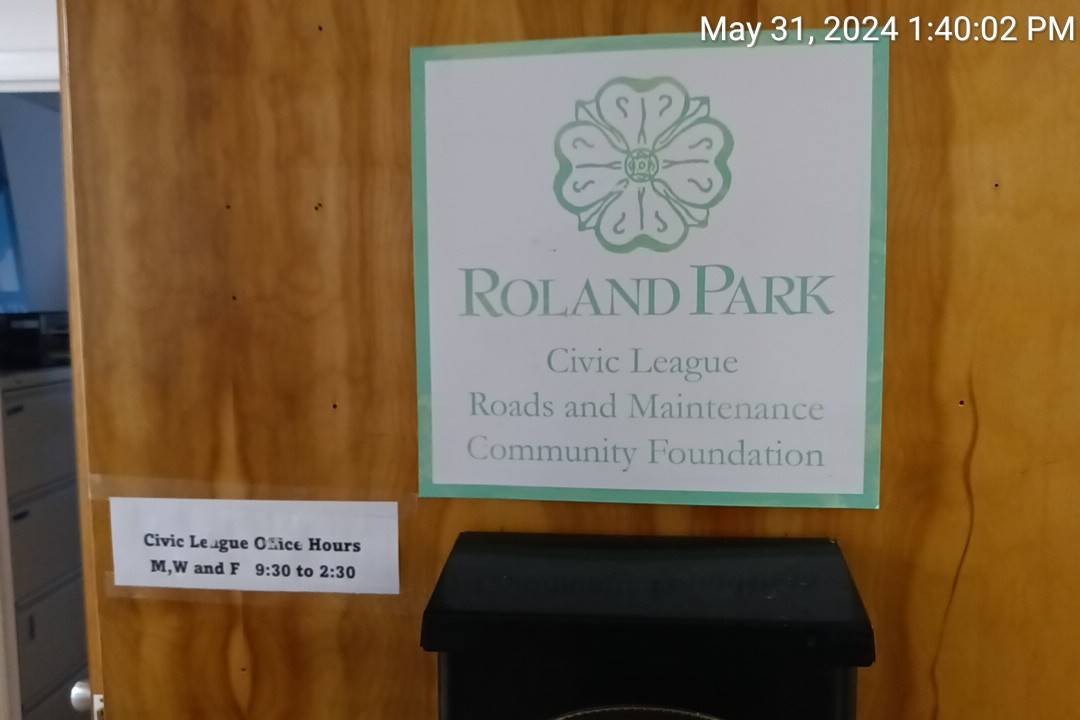 May 31, 2024 1:40:02 PM
ROLAND PARK
Civic League
Roads and Maintenance
Community Foundation
Civic League Office Hours
M,W and F 9:30 to 2:30